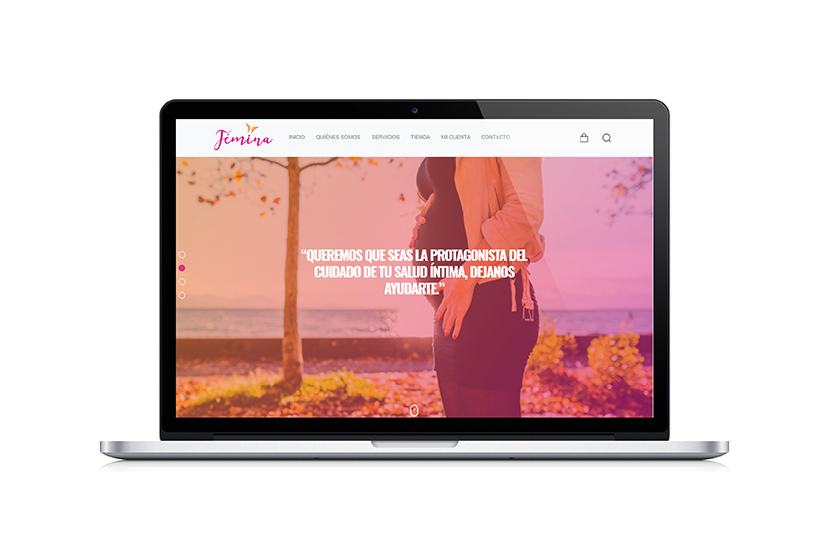 Fémina
INICIO QUIÉNES SOMOS SERVICIOS TIENDA MI CUENTA CONTACTO
“QUEREMOS QUE SEAS LA PROTAGONISTA DEL
CUIDADO DE TU SALUD ÍNTIMA, DEJANOS
AYUDARTE.”